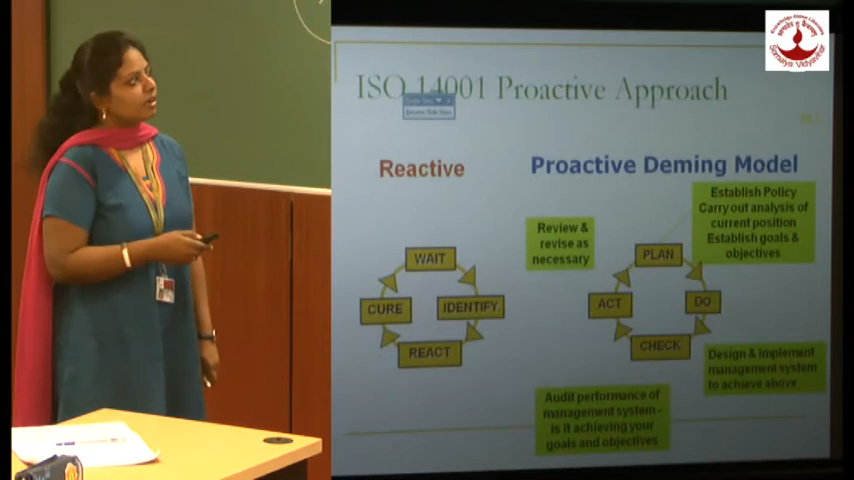 ISO 14001 Proactive Approach
Reactive
Proactive Deming Model
WAIT
IDENTIFY
REACT
CURE
Review &
revise as
necessary
Establish Policy
Carry out analysis of
current position
Establish goals &
objectives
PLAN
DO
CHECK
ACT
Design & implement
management system
to achieve above
Audit performance of
management system –
is it achieving your
goals and objectives
Somaiya Vidyavihar